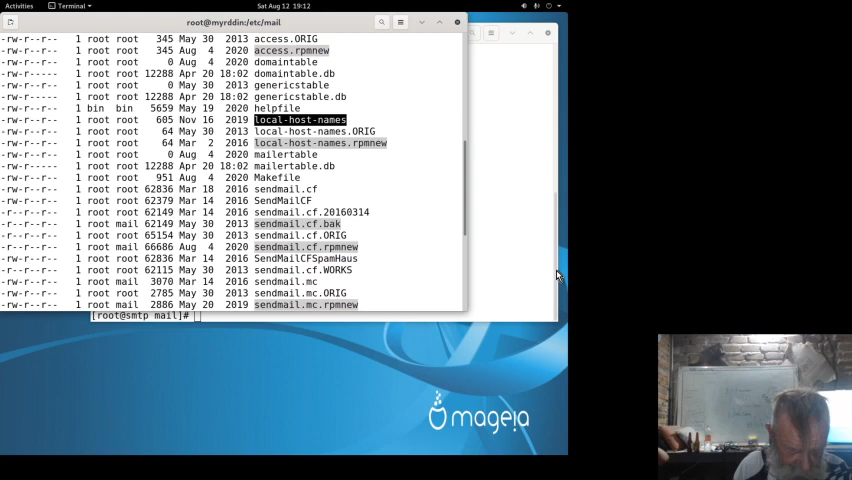 Activities Terminal Sat Aug 12 19:12
root@myrddin:/etc/mail
-rw-r--r-- 1 root root 345 May 30 2013 access.ORIG
-rw-r--r-- 1 root root 345 Aug 4 2020 access.rpmnew
-rw-r--r-- 1 root root 0 Aug 4 2020 domaintable
-rw-r----- 1 root root 12288 Apr 20 18:02 domaintable.db
-rw-r--r-- 1 root root 0 May 30 2013 genericstable
-rw-r----- 1 root root 12288 Apr 20 18:02 genericstable.db
-rw-r--r-- 1 bin bin 5659 May 19 2020 helpfile
-rw-r--r-- 1 root root 605 Nov 16 2019 local-host-names
-rw-r--r-- 1 root root 64 May 30 2013 local-host-names.ORIG
-rw-r--r-- 1 root root 64 Mar 2 2016 local-host-names.rpmnew
-rw-r--r-- 1 root root 0 Aug 4 2020 mailertable
-rw-r----- 1 root root 12288 Apr 20 18:02 mailertable.db
-rw-r--r-- 1 root root 951 Aug 4 2020 Makefile
-rw-r--r-- 1 root root 62836 Mar 18 2016 sendmail.cf
-rw-r--r-- 1 root root 62379 Mar 14 2016 SendMailCF
-r--r--r-- 1 root root 62149 Mar 14 2016 sendmail.cf.20160314
-r--r--r-- 1 root mail 62149 May 30 2013 sendmail.cf.bak
-r--r--r-- 1 root root 65154 May 30 2013 sendmail.cf.ORIG
-r--r--r-- 1 root mail 66686 Aug 4 2020 sendmail.cf.rpmnew
-rw-r--r-- 1 root root 62836 Mar 14 2016 SendMailCFSpamHaus
-r--r--r-- 1 root root 62115 May 30 2013 sendmail.cf.WORKS
-rw-r--r-- 1 root mail 3070 Mar 14 2016 sendmail.mc
-r--r--r-- 1 root root 2785 May 30 2013 sendmail.mc.ORIG
-rw-r--r-- 1 root mail 2886 May 20 2019 sendmail.mc.rpmnew
[root@smtp mail]#
mageia